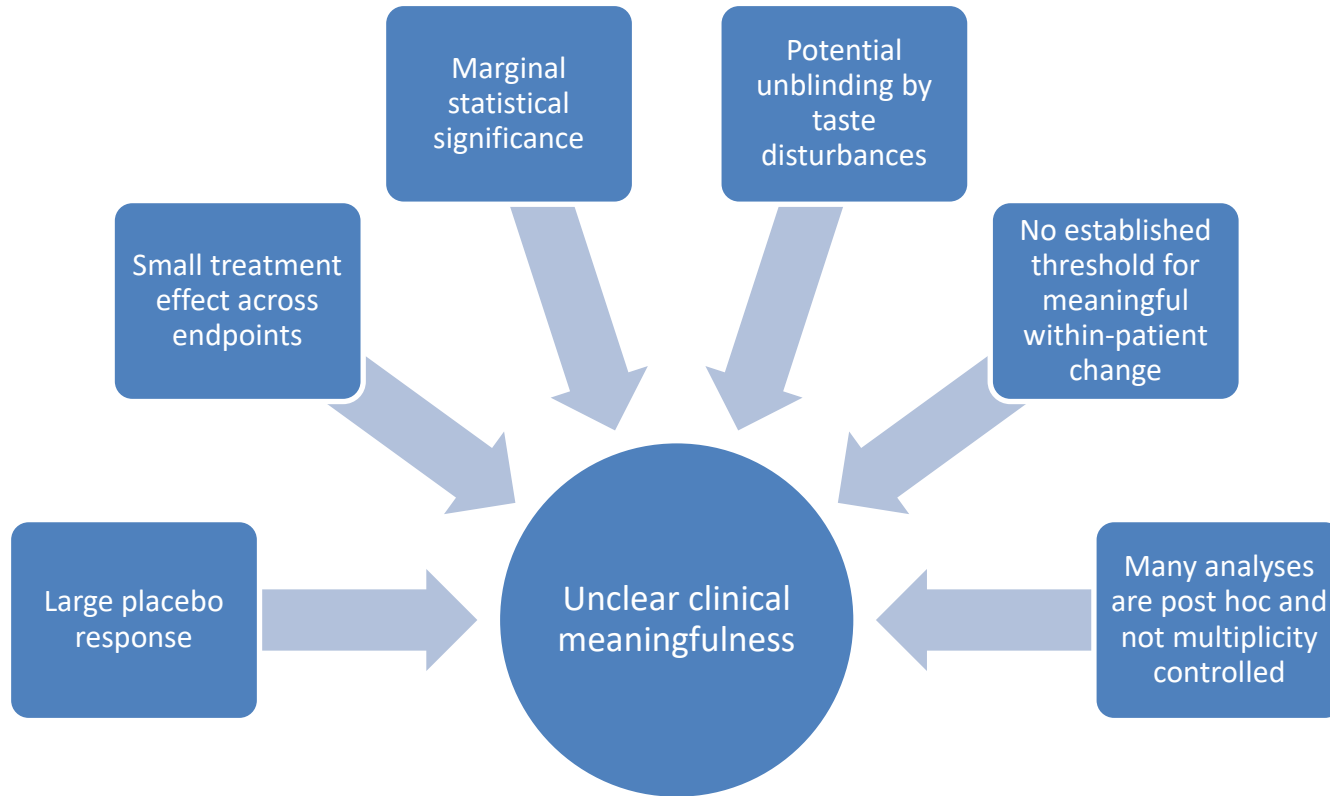 Marginal
statistical
significance
Potential
unblinding by
taste
disturbances
Small treatment
effect across
endpoints
No established
threshold for
meaningful
within-patient
change
Large placebo
response
Unclear clinical
meaningfulness
Many analyses
are post hoc and
not multiplicity
controlled